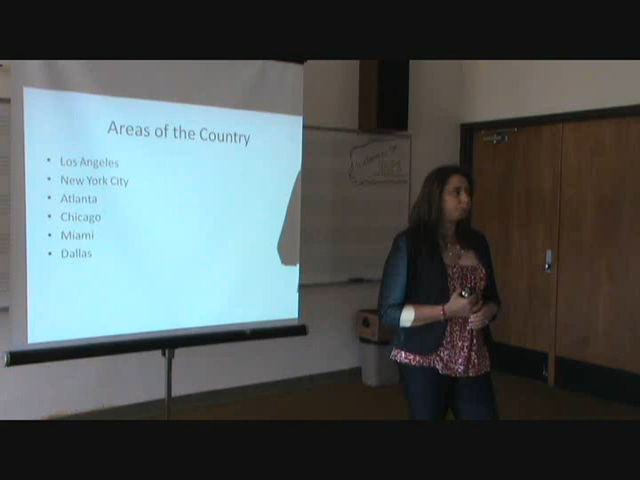 Areas of the Country
• Los Angeles
• New York City
• Atlanta
• Chicago
• Miami
• Dallas